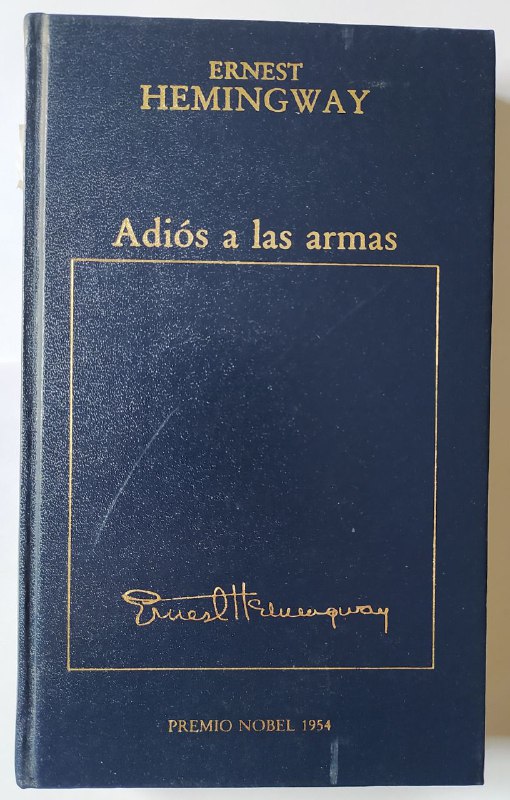 ERNEST
HEMINGWAY
Adiós a las armas
Ernest Hemingway
PREMIO NOBEL 1954